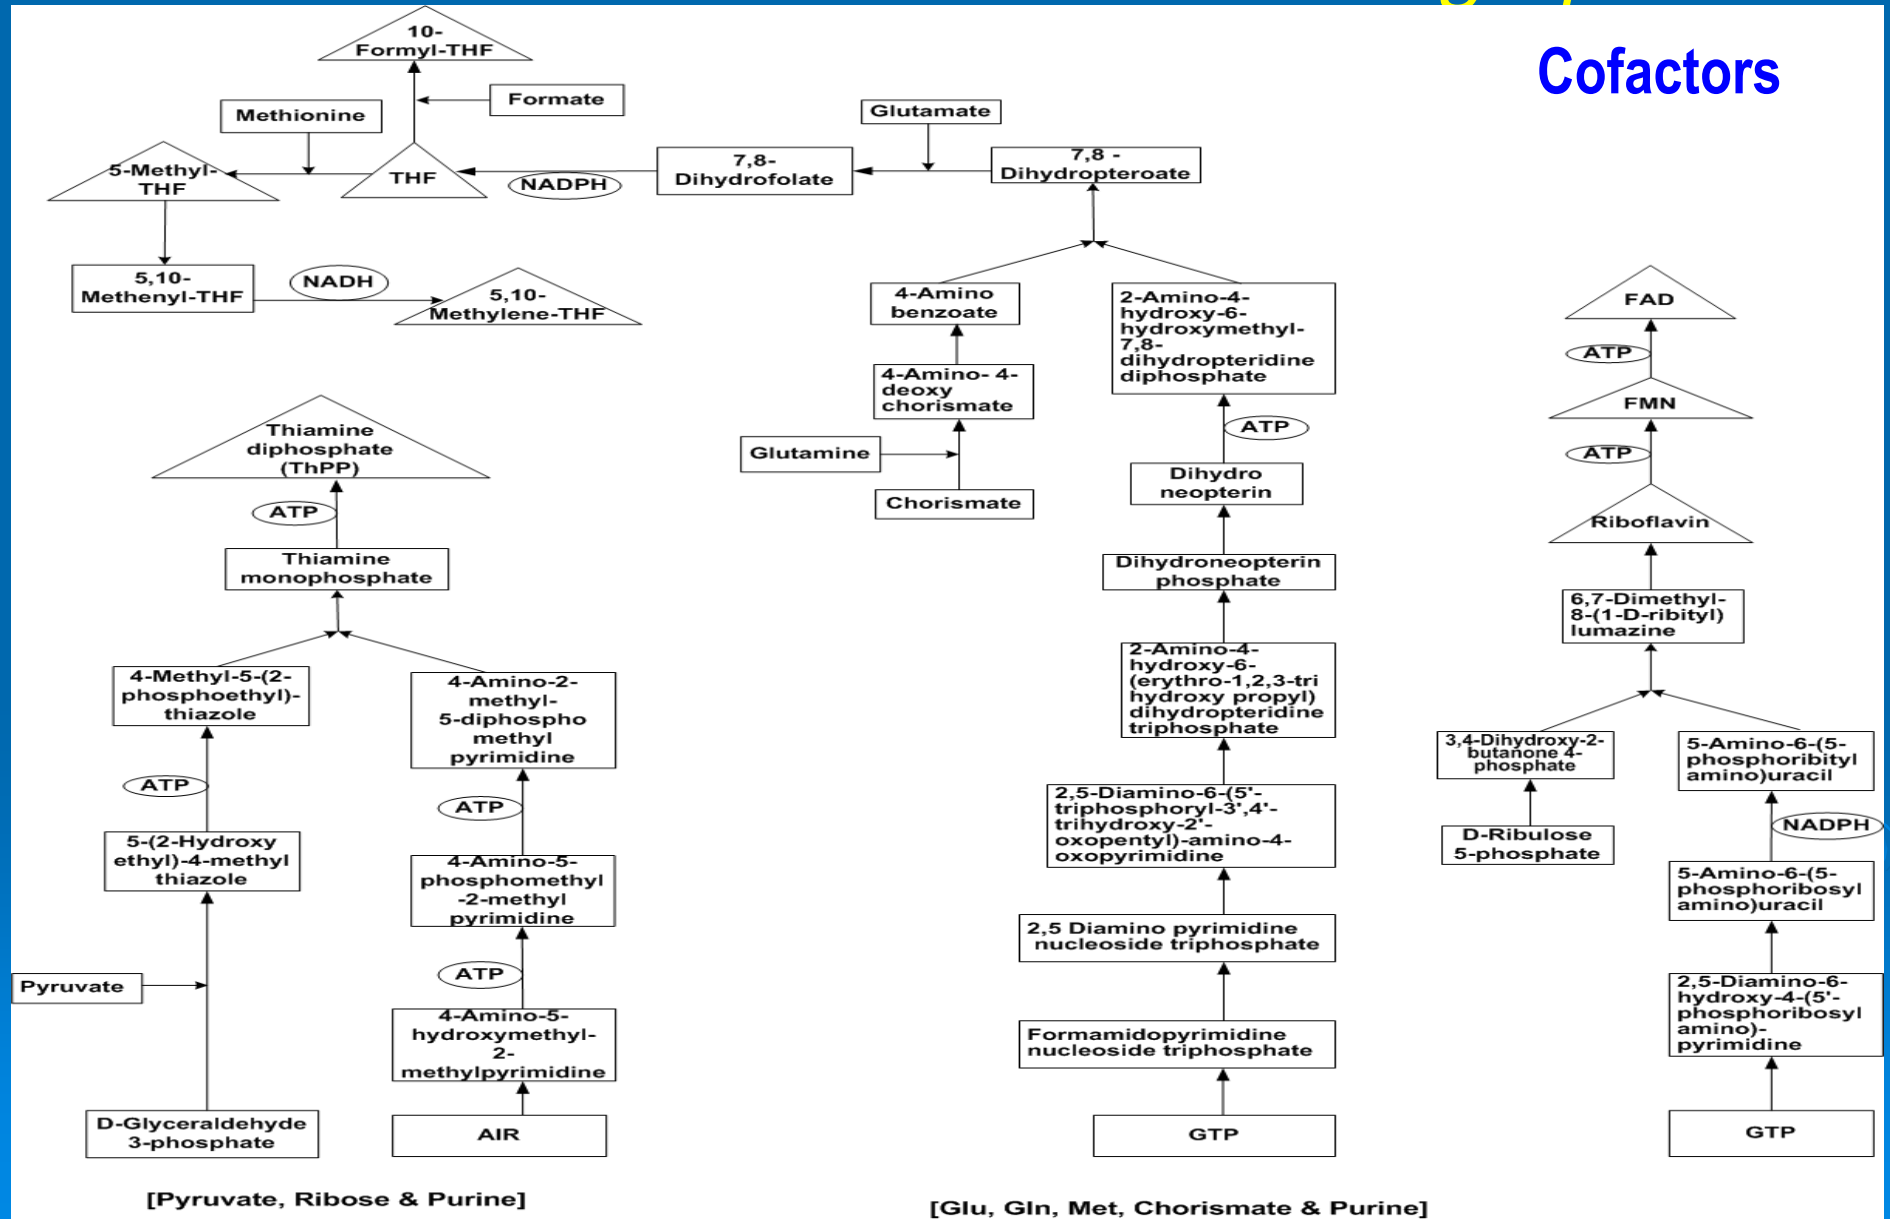 Cofactors
10-
Formyl-THF
Formate
Methionine
Glutamate
5-Methyl-
THF
THF
NADPH
7,8-
Dihydrofolate
7,8 -
Dihydropteroate
5,10-
Methenyl-THF
NADH
5,10-
Methylene-THF
4-Amino
benzoate
2-Amino-4-
hydroxy-6-
hydroxymethyl-
7,8-
dihydropteridine
diphosphate
4-Amino- 4-
deoxy
chorismate
ATP
Glutamine
Chorismate
Dihydro
neopterin
Dihydroneopterin
phosphate
2-Amino-4-
hydroxy-6-
(erythro-1,2,3-tri
hydroxy propyl)
dihydropteridine
triphosphate
2,5-Diamino-6-(5'-
triphosphoryl-3',4'-
trihydroxy-2'-
oxopentyl)-amino-4-
oxopyrimidine
2,5 Diamino pyrimidine
nucleoside triphosphate
Formamidopyrimidine
nucleoside triphosphate
GTP
Thiamine
diphosphate
(ThPP)
ATP
Thiamine
monophosphate
4-Methyl-5-(2-
phosphoethyl)-
thiazole
4-Amino-2-
methyl-
5-diphospho
methyl
pyrimidine
ATP
ATP
5-(2-Hydroxy
ethyl)-4-methyl
thiazole
4-Amino-5-
phosphomethyl
-2-methyl
pyrimidine
ATP
Pyruvate
4-Amino-5-
hydroxymethyl-
2-
methylpyrimidine
D-Glyceraldehyde
3-phosphate
AIR
FAD
ATP
FMN
ATP
Riboflavin
6,7-Dimethyl-
8-(1-D-ribityl)
lumazine
3,4-Dihydroxy-2-
butanone 4-
phosphate
5-Amino-6-(5-
phosphoribityl
amino)uracil
D-Ribulose
5-phosphate
NADPH
5-Amino-6-(5-
phosphoribosyl
amino)uracil
2,5-Diamino-6-
hydroxy-4-(5'-
phosphoribosyl
amino)-
pyrimidine
GTP
[Pyruvate, Ribose & Purine]
[Glu, Gln, Met, Chorismate & Purine]